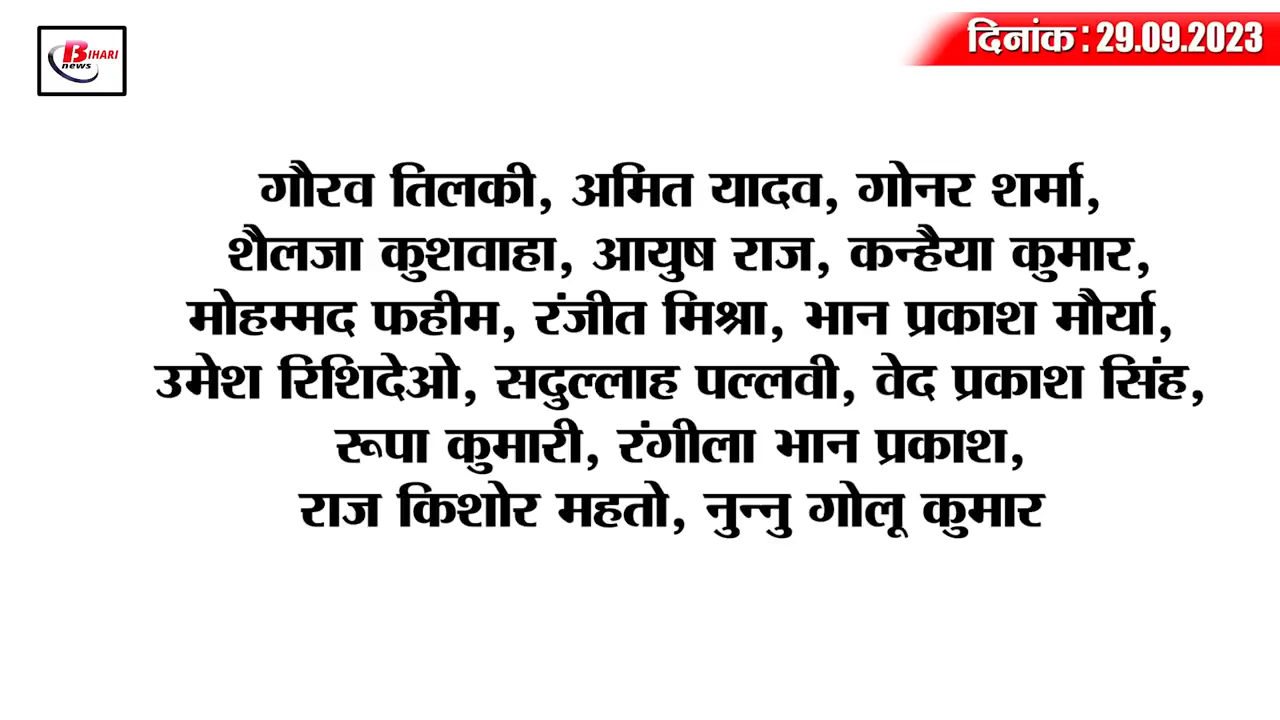 BIHARI
news
दिनांक : 29.09.2023
गौरव तिलकी, अमित यादव, गोनर शर्मा,
शैलजा कुशवाहा, आयुष राज, कन्हैया कुमार,
मोहम्मद फहीम, रंजीत मिश्रा, भान प्रकाश मौर्या,
उमेश रिशिदेओ, सदुल्लाह पल्लवी, वेद प्रकाश सिंह,
रूपा कुमारी, रंगीला भान प्रकाश,
राज किशोर महतो, नुन्नु गोलू कुमार